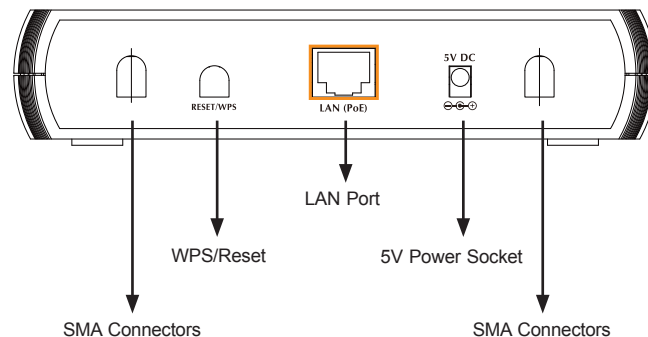 5V DC
RESET/WPS
LAN (PoE)
LAN Port
WPS/Reset
5V Power Socket
SMA Connectors
SMA Connectors